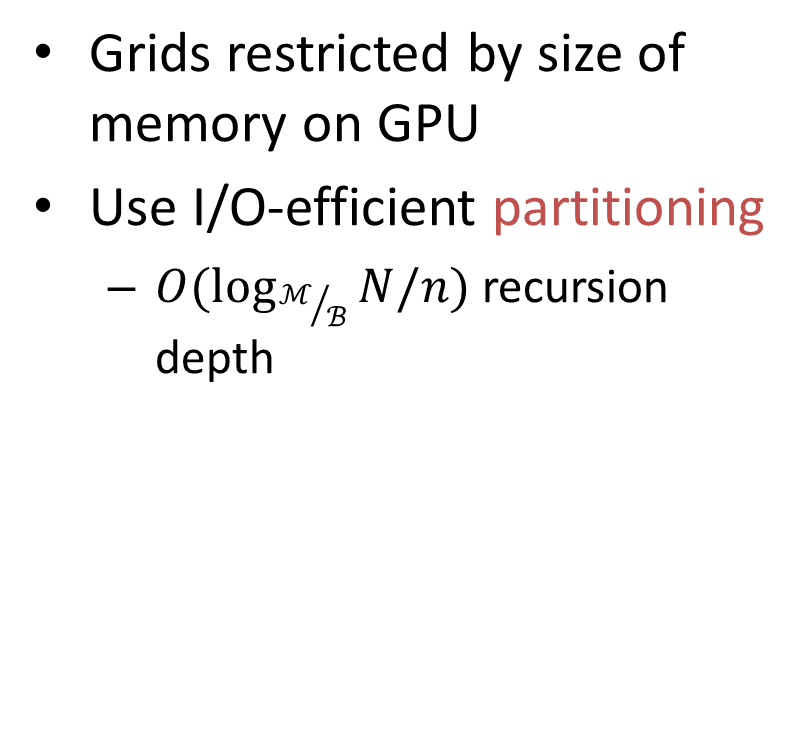 • Grids restricted by size of
memory on GPU
• Use I/O-efficient partitioning
– 𝑂(log_{ℳ/ℬ} 𝑁/𝑛) recursion
depth